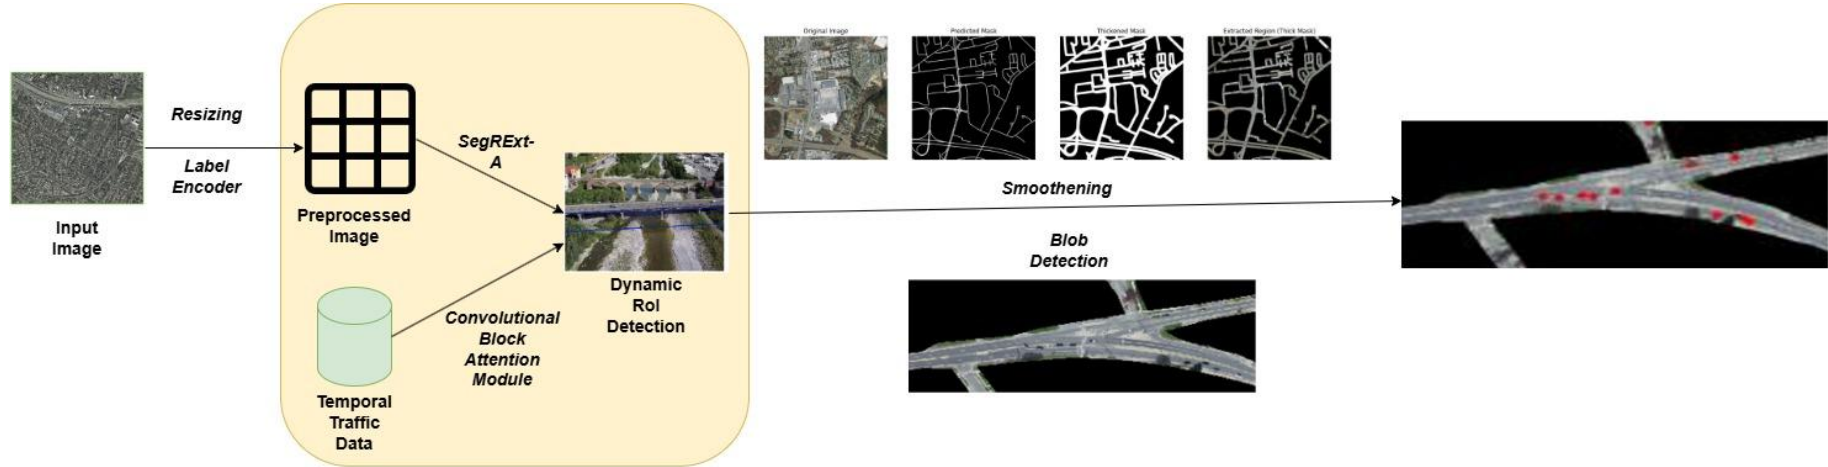 Resizing
Label
Encoder
Input
Image
Preprocessed
Image
SegRExt-
A
Temporal
Traffic
Data
Convolutional
Block
Attention
Module
Dynamic
RoI
Detection
Original Image
Predicted Mask
Thickened Mask
Extracted Region (Thick Mask)
Smoothening
Blob
Detection